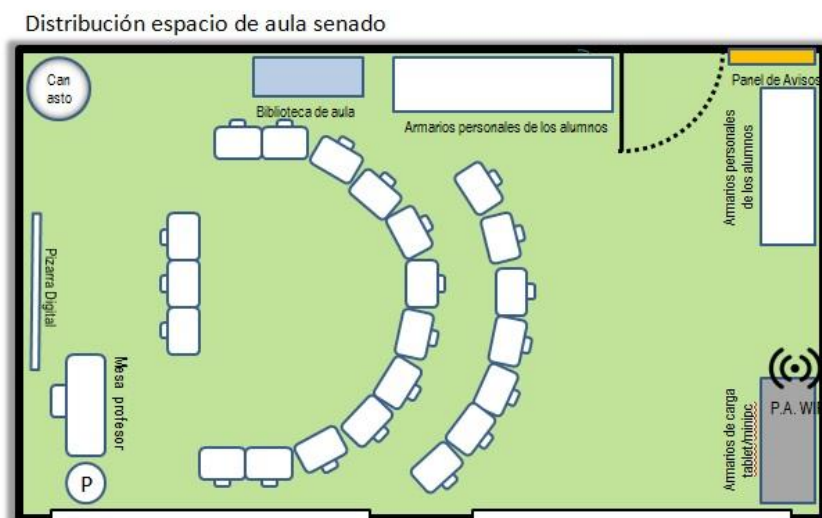 Distribución espacio de aula senado
Can
asto
Biblioteca de aula
Armarios personales de los alumnos
Panel de Avisos
Armarios personales
de los alumnos
Pizarra Digital
Mesa profesor
P
P.A. WIF
Armarios de carga
tablet/minipc